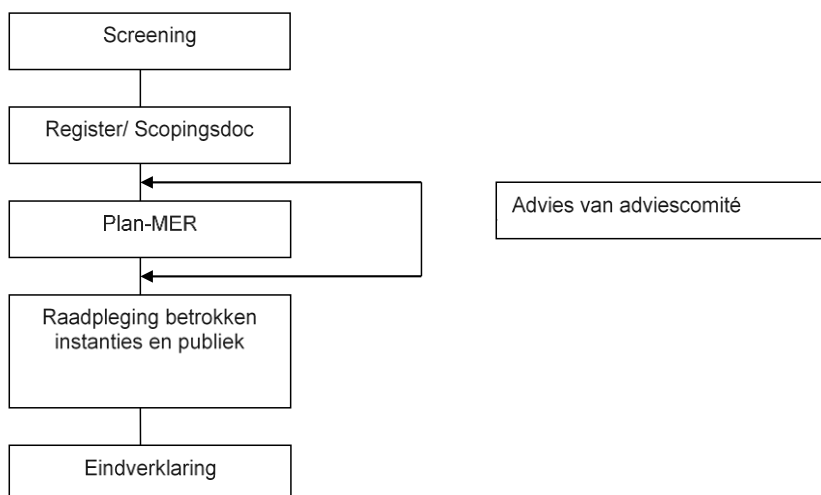 Screening
Register/ Scopingsdoc
Plan-MER
Advies van adviescomité
Raadpleging betrokken
instanties en publiek
Eindverklaring